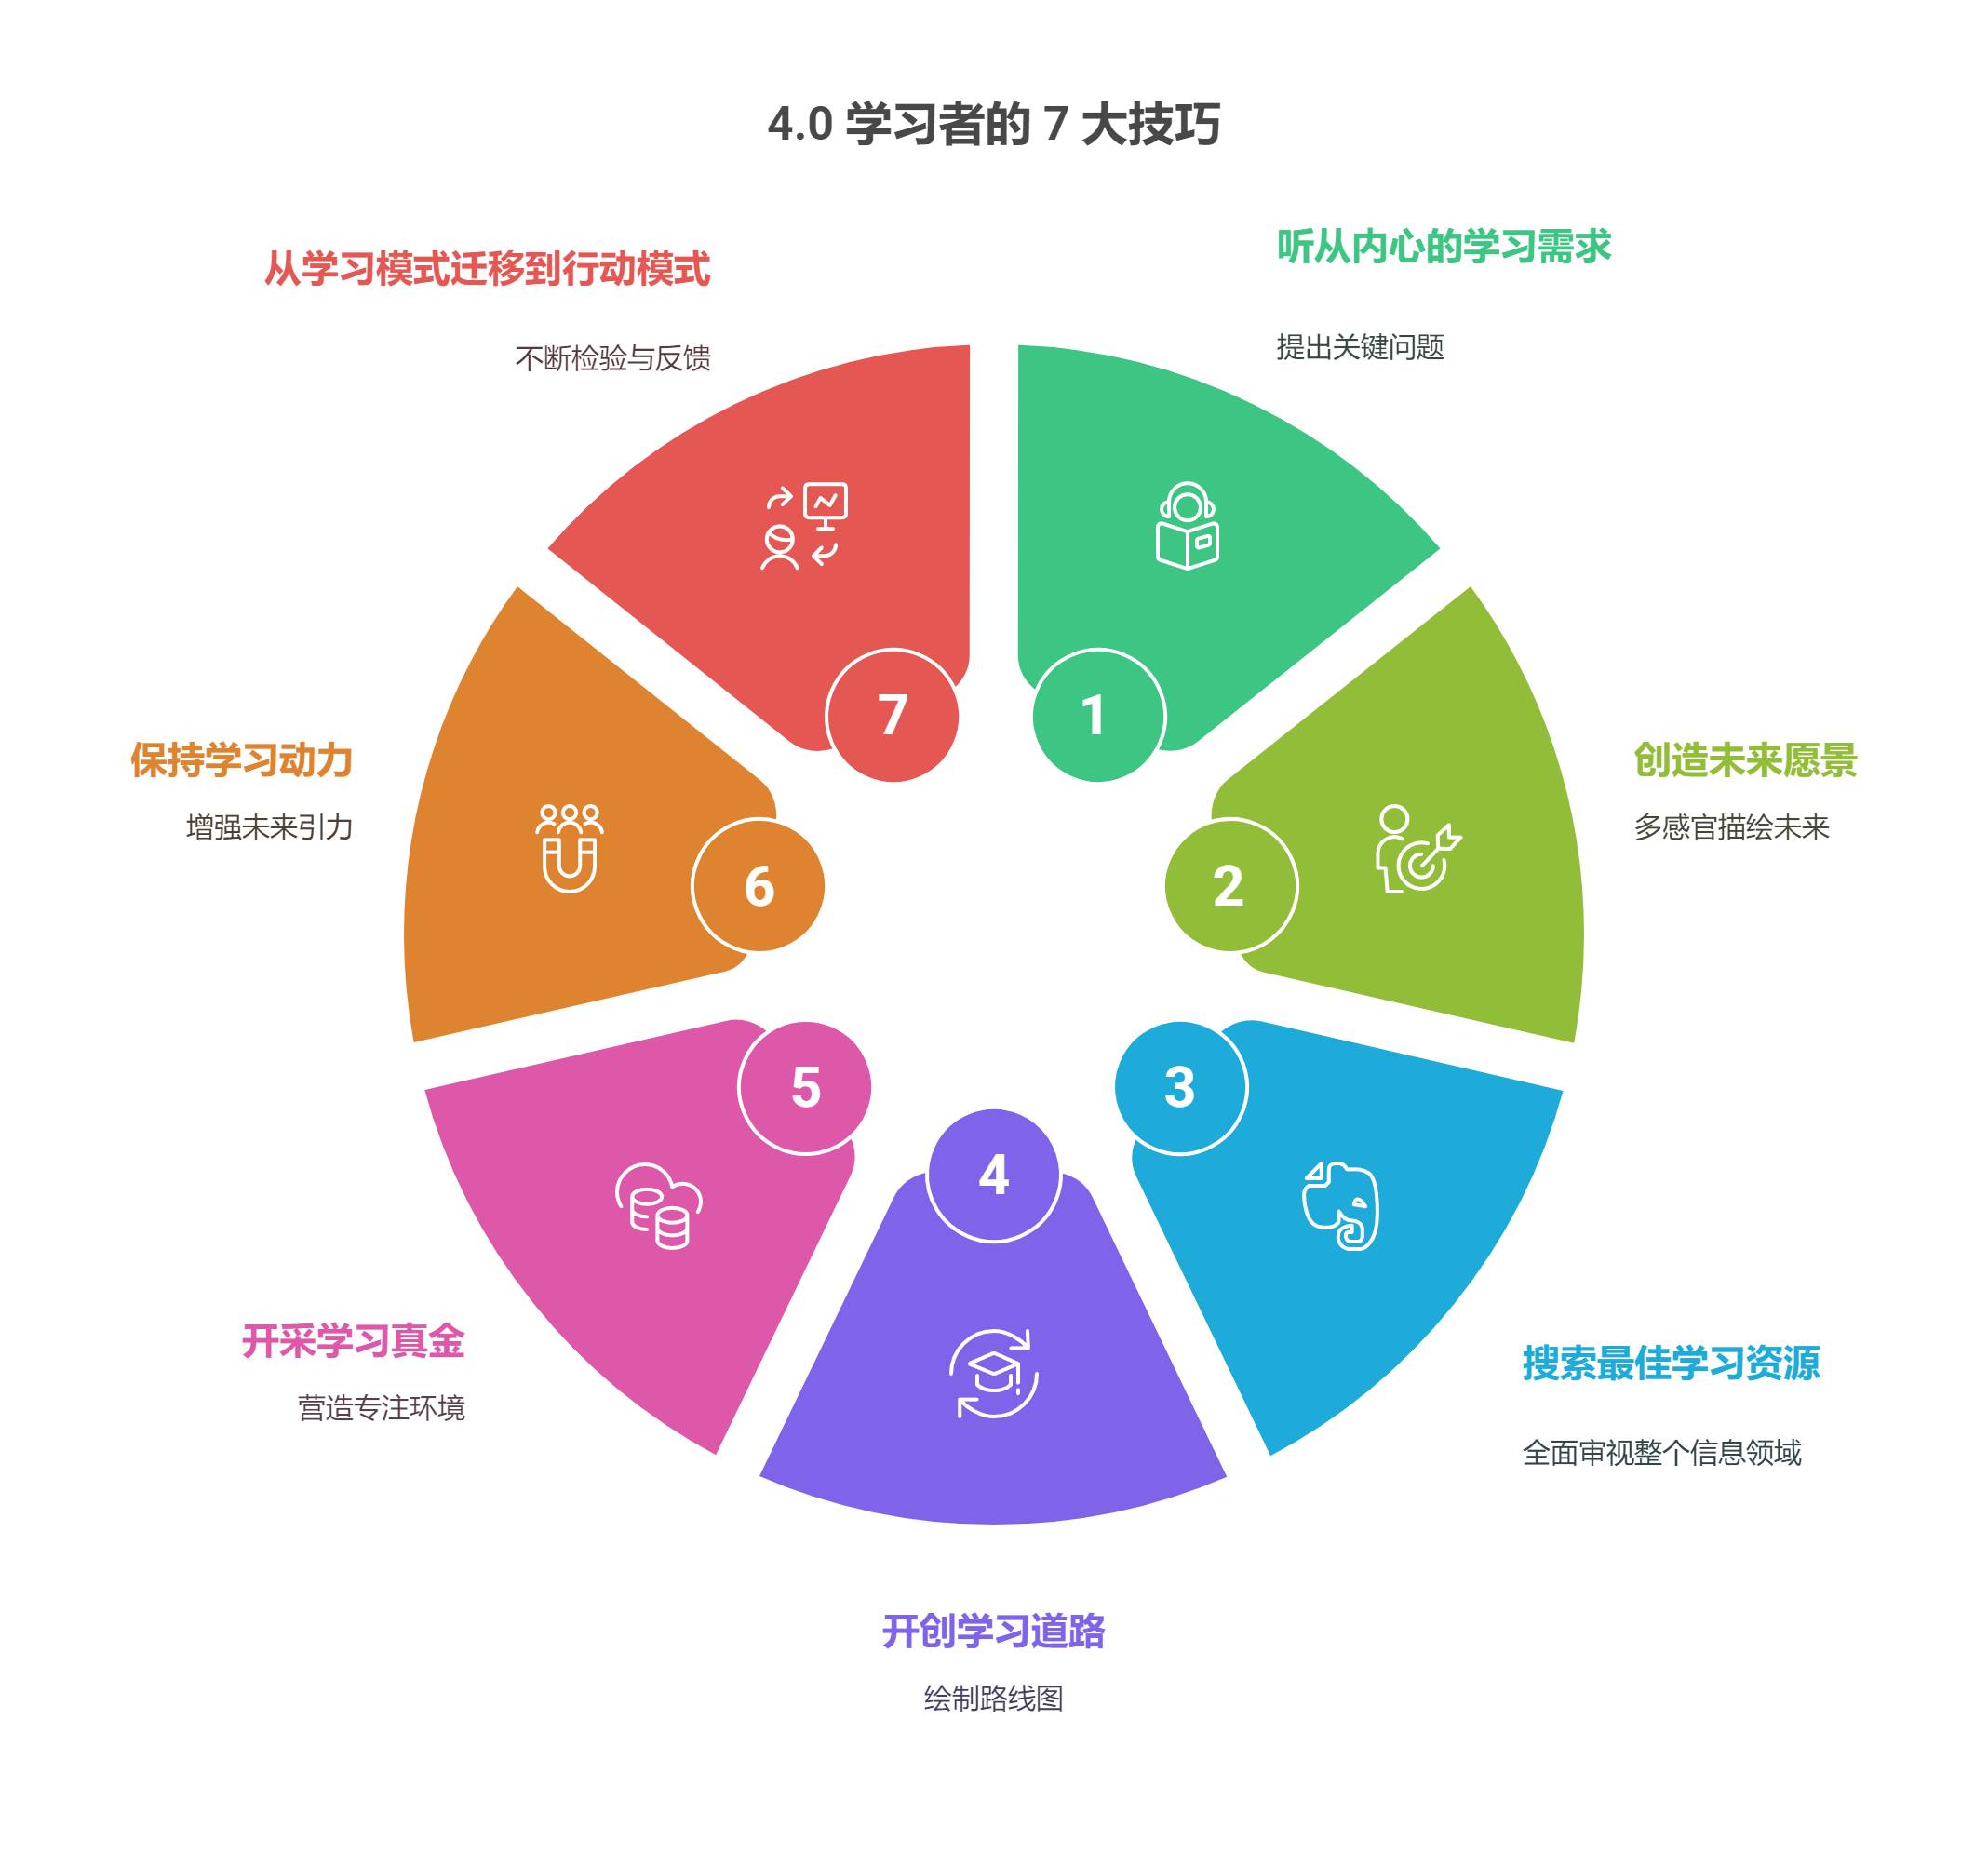 4.0 学习者的 7 大技巧
听从内心的学习需求
提出关键问题
1
创造未来愿景
多感官描绘未来
2
搜索最佳学习资源
全面审视整个信息领域
3
开创学习道路
绘制路线图
4
开采学习真金
营造专注环境
5
保持学习动力
增强未来引力
6
从学习模式迁移到行动模式
不断检验与反馈
7